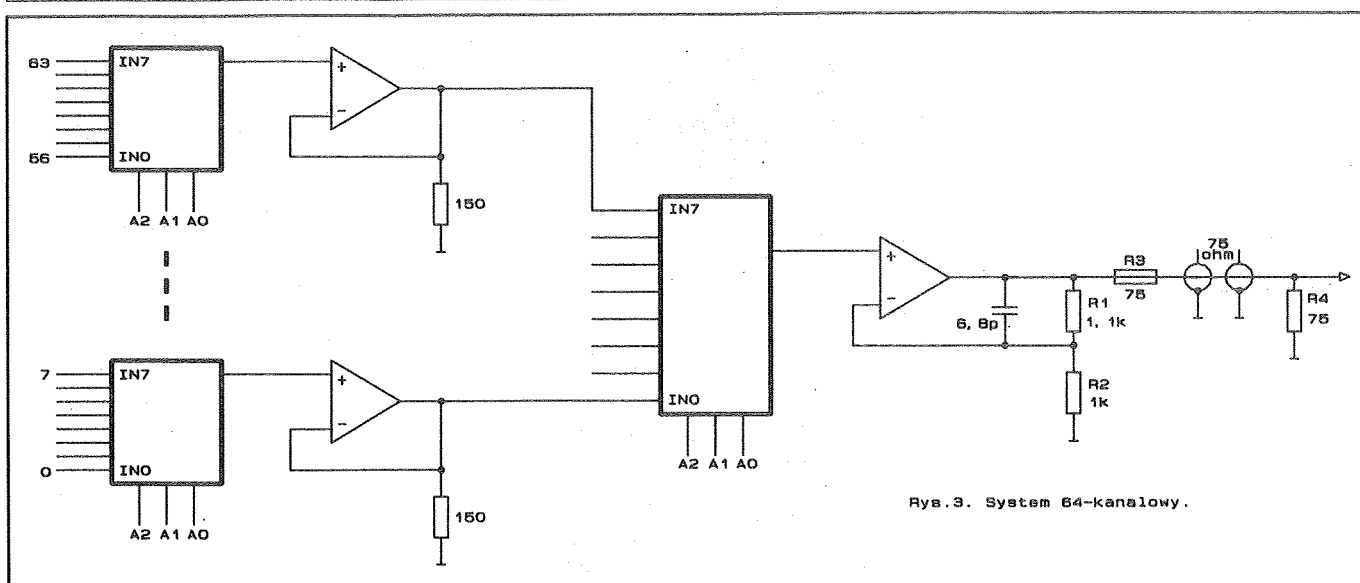 63
IN7
+
-
56
IN0
A2 A1 A0
150
7
IN7
+
-
0
IN0
A2 A1 A0
150
IN7
IN0
A2 A1 A0
+
-
6,8p
R1
1,1k
R2
1k
R3
75
75
ohm
R4
75
Rys.3. System 64-kanalowy.